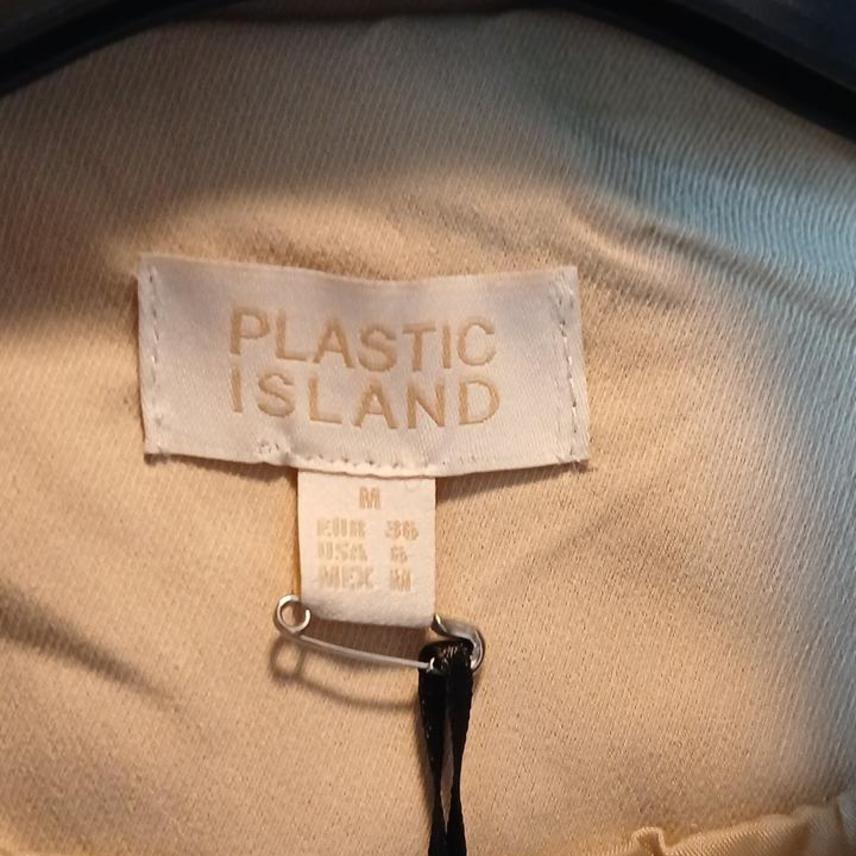 PLASTIC
ISLAND
M
EUR 36
USA 6
MEX M